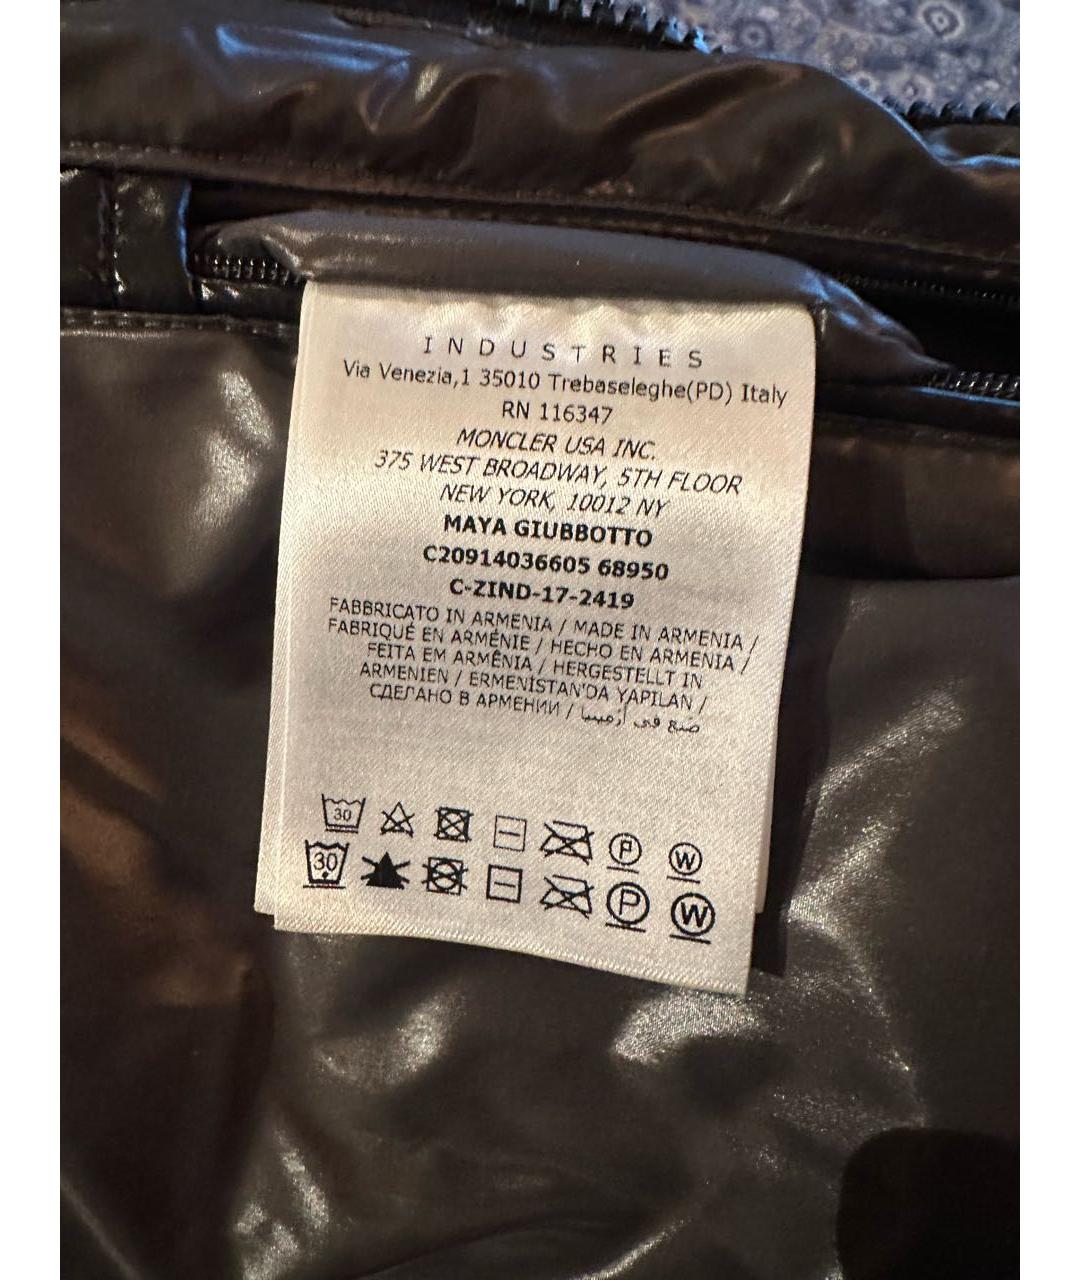 INDUSTRIES
Via Venezia,1 35010 Trebaseleghe(PD) Italy
RN 116347
MONCLER USA INC.
375 WEST BROADWAY, 5TH FLOOR
NEW YORK, 10012 NY
MAYA GIUBBOTTO
C20914036605 68950
C-ZIND-17-2419
FABBRICATO IN ARMENIA / MADE IN ARMENIA /
FABRIQUÉ EN ARMÉNIE / HECHO EN ARMENIA /
FEITA EM ARMÊNIA / HERGESTELLT IN
ARMENIEN / ERMENİSTAN'DA YAPILAN /
СДЕЛАНО В АРМЕНИИ / صنع في أرمينيا
30 P W
30 P W